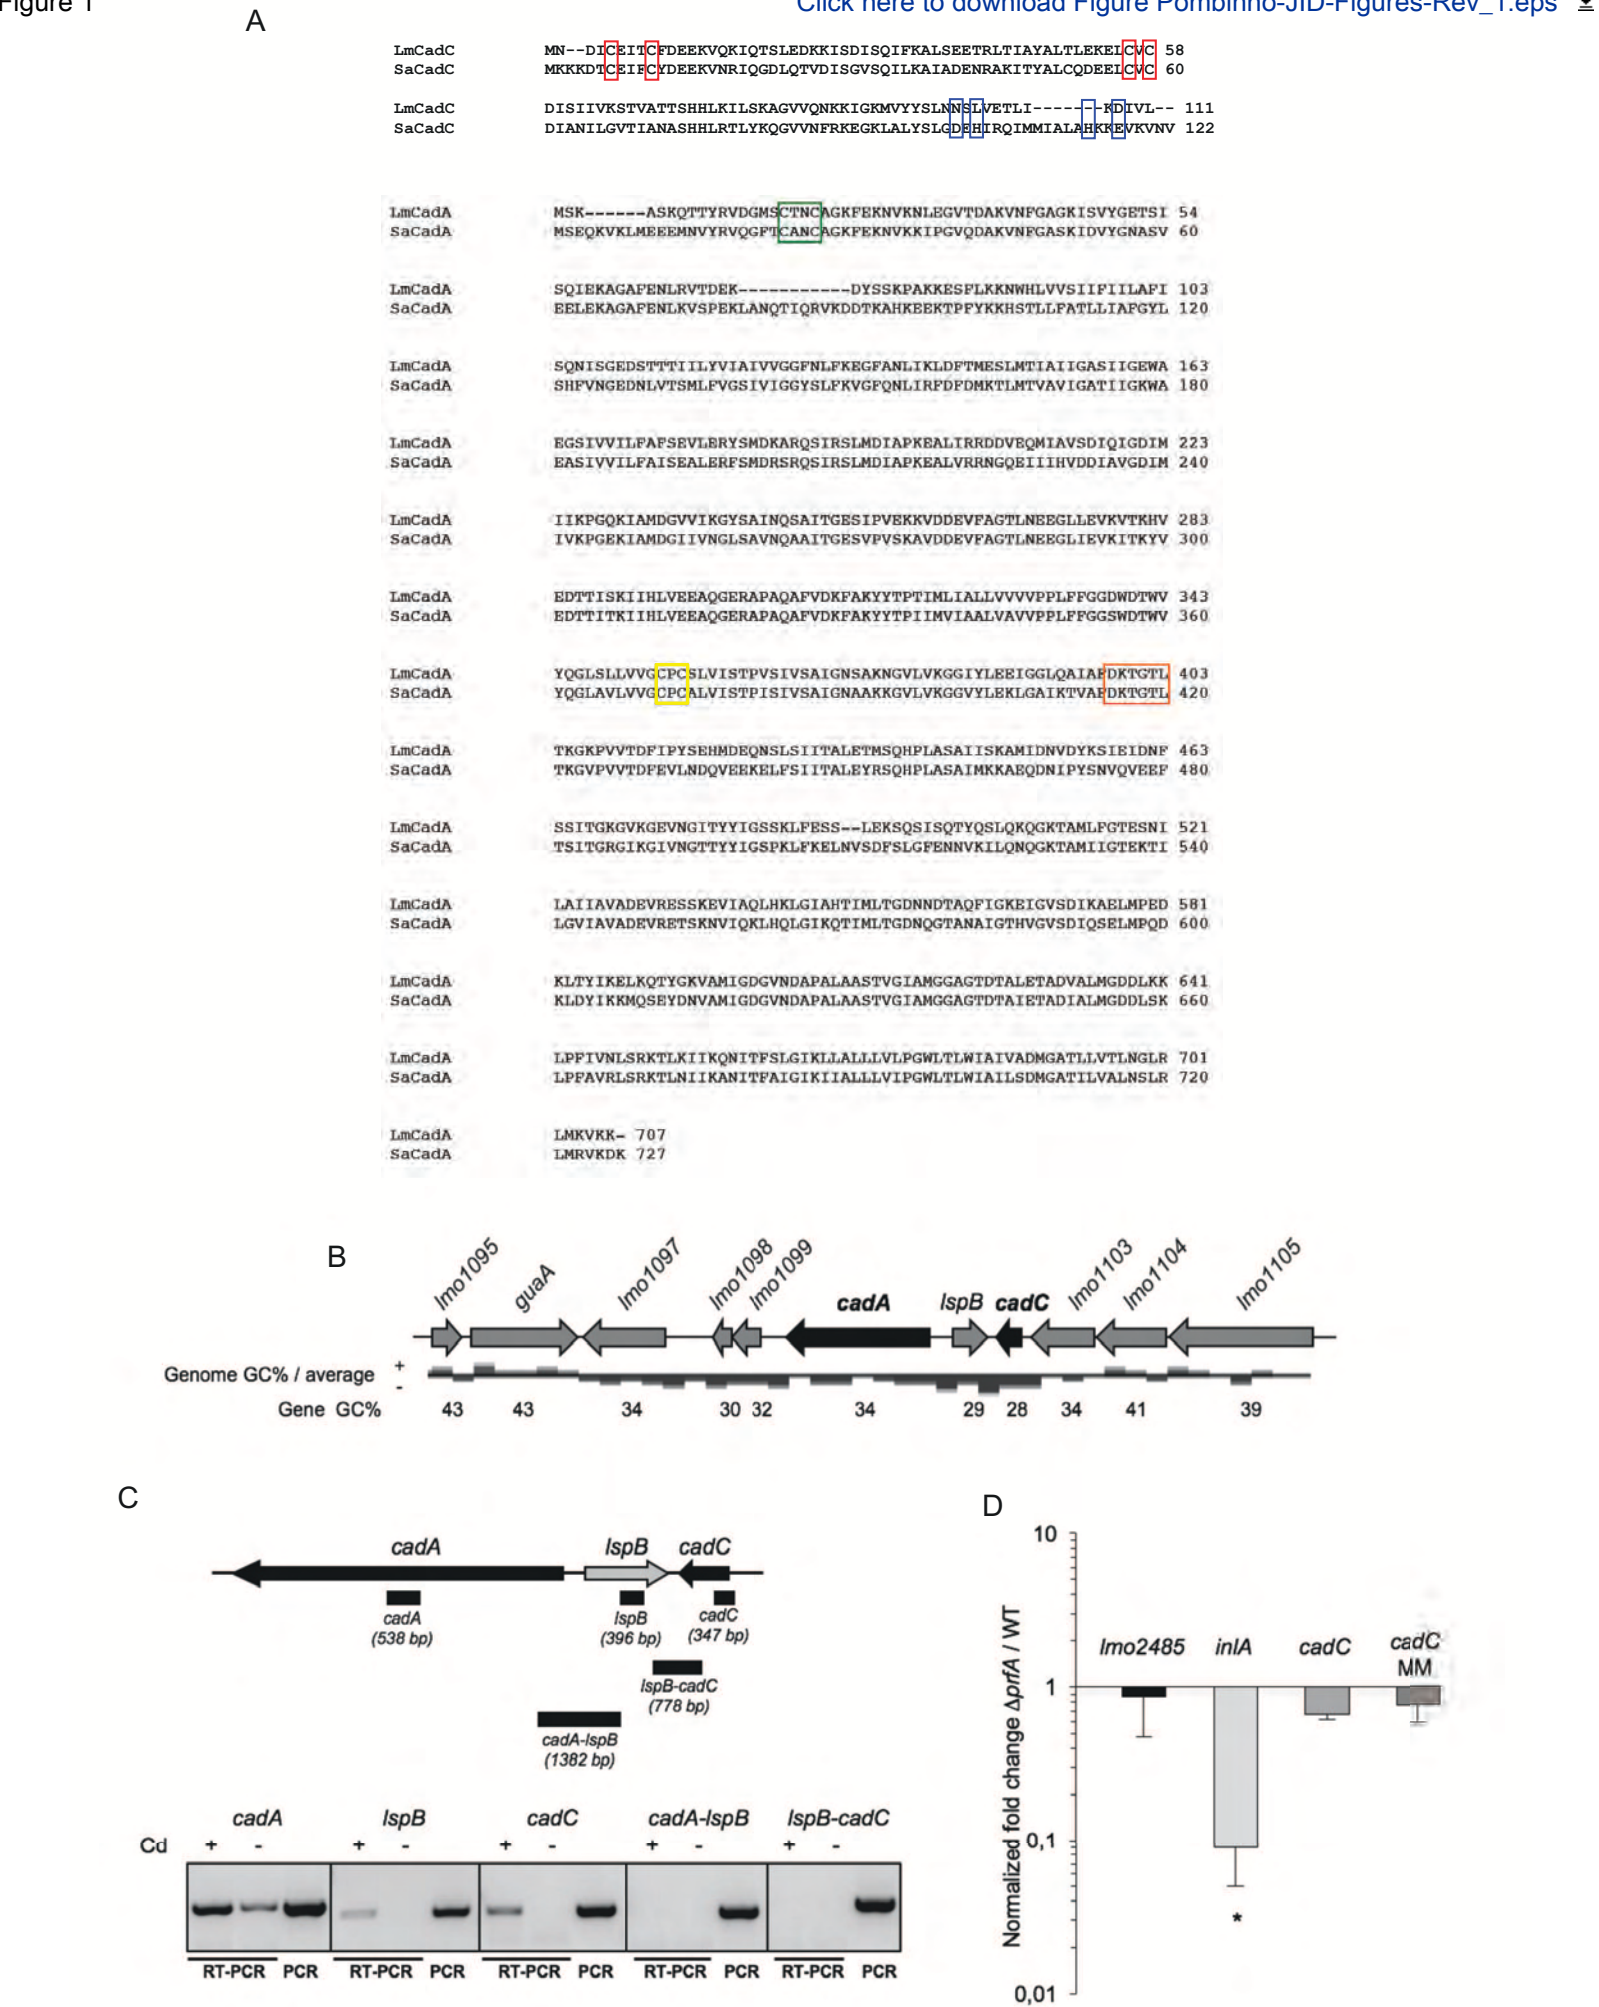 Figure 1
Click here to download Figure Pombinho-JID-Figures-Rev_1.eps
A
LmCadC MN--DICEITCFDEEKVQKIQTSLEDKKISDISQIFKALSEETRLTIAYALTLEKELCVC 58
SaCadC MKKKDTCEIFCYDEEKVNRIQGDLQTVDISGVSQILKAIADENRAKITYALCQDEELCVC 60
LmCadC DISIIVKSTVATTSHHLKILSKAGVVQNKKIGKMVYYSLNNSLVETLI-------KDIVL-- 111
SaCadC DIANILGVTIANASHHLRTLYKQGVVNFRKEGKLALYSLGDEHIRQIMMIALAHKKEVKVNV 122
LmCadA MSK------ASKQTTYRVDGMSCTNCAGKFEKNVKNLEGVTDAKVNFGAGKISVYGETSI 54
SaCadA MSEQKVKLMEEEMNVYRVQGFTCANCAGKFEKNVKKIPGVQDAKVNFGASKIDVYGNASV 60
LmCadA SQIEKAGAFENLRVTDEK-----------DYSSKPAKKESFLKKNWHLVVSIIFIILAFI 103
SaCadA EELEKAGAFENLKVSPEKLANQTIQRVKDDTKAHKEEKTPFYKKHSTLLFATLLIAFGYL 120
LmCadA SQNISGEDSTTTIILYVIAIVVGGFNLFKEGFANLIKLDFTMESLMTIAIIGASIIGEWA 163
SaCadA SHFVNGEDNLVTSMLFVGSIVIGGYSLFKVGFQNLIRFDFDMKTLMTVAVIGATIIGKWA 180
LmCadA EGSIVVILFAFSEVLERYSMDKARQSIRSLMDIAPKEALIRRDDVEQMIAVSDIQIGDIM 223
SaCadA EASIVVILFAISEALERFSMDRSRQSIRSLMDIAPKEALVRRNGQEIIIHVDDIAVGDIM 240
LmCadA IIKPGQKIAMDGVVIKGYSAINQSAITGESIPVEKKVDDEVFAGTLNEEGLLEVKVTKHV 283
SaCadA IVKPGEKIAMDGIIVNGLSAVNQAAITGESVPVSKAVDDEVFAGTLNEEGLIEVKITKYV 300
LmCadA EDTTISKIIHLVEEAQGERAPAQAFVDKFAKYYTPTIMLIALLVVVVPPLFFGGDWDTWV 343
SaCadA EDTTITKIIHLVEEAQGERAPAQAFVDKFAKYYTPIIMVIAALVAVVPPLFFGGSWDTWV 360
LmCadA YQGLSLLVVGCPCSLVISTPVSIVSAIGNSAKNGVLVKGGIYLEEIGGLQAIAFDKTGTL 403
SaCadA YQGLAVLVVGCPCALVISTPISIVSAIGNAAKKGVLVKGGVYLEKLGAIKTVAFDKTGTL 420
LmCadA TKGKPVVTDFIPYSEHMDEQNSLSIITALETMSQHPLASAIISKAMIDNVDYKSIEIDNF 463
SaCadA TKGVPVVTDFEVLNDQVEEKELFSIITALEYRSQHPLASAIMKKAEQDNIPYSNVQVEEF 480
LmCadA SSITGKGVKGEVNGITYYIGSSKLFESS--LEKSQSISQTYQSLQKQGKTAMLFGTESNI 521
SaCadA TSITGRGIKGIVNGTTYYIGSPKLFKELNVSDFSLGFENNVKILQNQGKTAMIIGTEKTI 540
LmCadA LAIIAVADEVRESSKEVIAQLHKLGIAHTIMLTGDNNDTAQFIGKEIGVSDIKAELMPED 581
SaCadA LGVIAVADEVRETSKNVIQKLHQLGIKQTIMLTGDNQGTANAIGTHVGVSDIQSELMPQD 600
LmCadA KLTYIKELKQTYGKVAMIGDGVNDAPALAASTVGIAMGGAGTDTALETADVALMGDDLKK 641
SaCadA KLDYIKKMQSEYDNVAMIGDGVNDAPALAASTVGIAMGGAGTDTAIETADIALMGDDLSK 660
LmCadA LPFIVNLSRKTLKIIKQNITFSLGIKLLALLLVLPGWLTLWIAIVADMGATLLVTLNGLR 701
SaCadA LPFAVRLSRKTLNIIKANITFAIGIKIIALLLVIPGWLTLWIAILSDMGATILVALNSLR 720
LmCadA LMKVKK- 707
SaCadA LMRVKDK 727
B
lmo1095 guaA lmo1097 lmo1098 lmo1099 cadA lspB cadC lmo1103 lmo1104 lmo1105
Genome GC% / average + -
Gene GC% 43 43 34 30 32 34 29 28 34 41 39
C
cadA lspB cadC
cadA (538 bp)
lspB (396 bp)
cadC (347 bp)
lspB-cadC (778 bp)
cadA-lspB (1382 bp)
cadA lspB cadC cadA-lspB lspB-cadC
Cd + - + - + - + - + -
RT-PCR PCR RT-PCR PCR RT-PCR PCR RT-PCR PCR RT-PCR PCR
D
Normalized fold change ΔprfA / WT
10
1
0,1
0,01
lmo2485 inlA cadC cadC MM
*